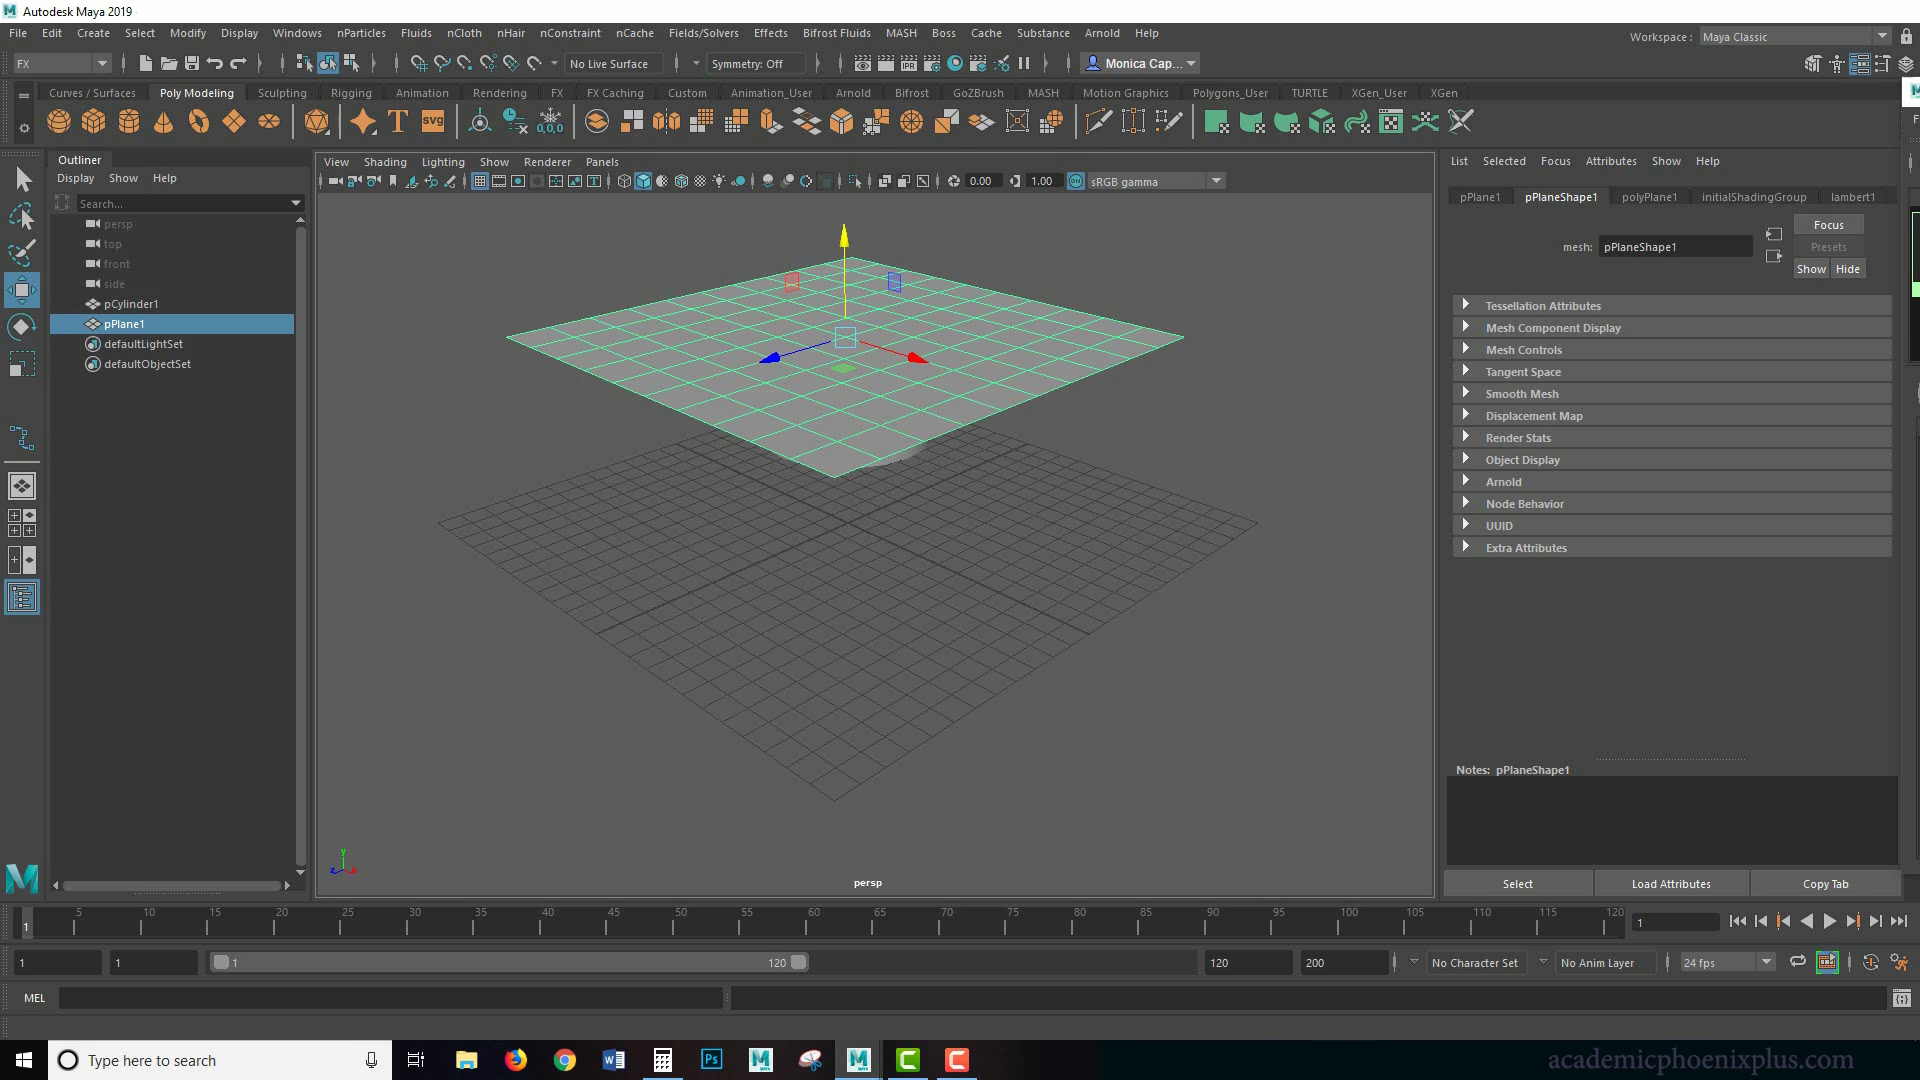 Autodesk Maya 2019
File Edit Create Select Modify Display Windows nParticles Fluids nCloth nHair nConstraint nCache Fields/Solvers Effects Bifrost Fluids MASH Boss Cache Substance Arnold Help
Workspace : Maya Classic
FX No Live Surface Symmetry: Off IPR Monica Cap...
Curves / Surfaces Poly Modeling Sculpting Rigging Animation Rendering FX FX Caching Custom Animation_User Arnold Bifrost GoZBrush MASH Motion Graphics Polygons_User TURTLE XGen_User XGen
T svg 0,0,0
Outliner
Display Show Help
Search...
persp
top
front
side
pCylinder1
pPlane1
defaultLightSet
defaultObjectSet
View Shading Lighting Show Renderer Panels
0.00 1.00 ON sRGB gamma
y
z x
persp
List Selected Focus Attributes Show Help
pPlane1 pPlaneShape1 polyPlane1 initialShadingGroup lambert1
mesh: pPlaneShape1
Focus
Presets
Show Hide
Tessellation Attributes
Mesh Component Display
Mesh Controls
Tangent Space
Smooth Mesh
Displacement Map
Render Stats
Object Display
Arnold
Node Behavior
UUID
Extra Attributes
Notes: pPlaneShape1
Select Load Attributes Copy Tab
1 5 10 15 20 25 30 35 40 45 50 55 60 65 70 75 80 85 90 95 100 105 110 115 120
1
1 1 1 120 120 200 No Character Set No Anim Layer 24 fps
MEL
Type here to search
academicphoenixplus.com